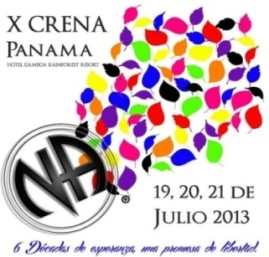 X CRENA
PANAMA
HOTEL GAMBOA RAINFOREST RESORT
NA ®
19, 20, 21 DE
JULIO 2013
6 Décadas de esperanza, una promesa de libertad.